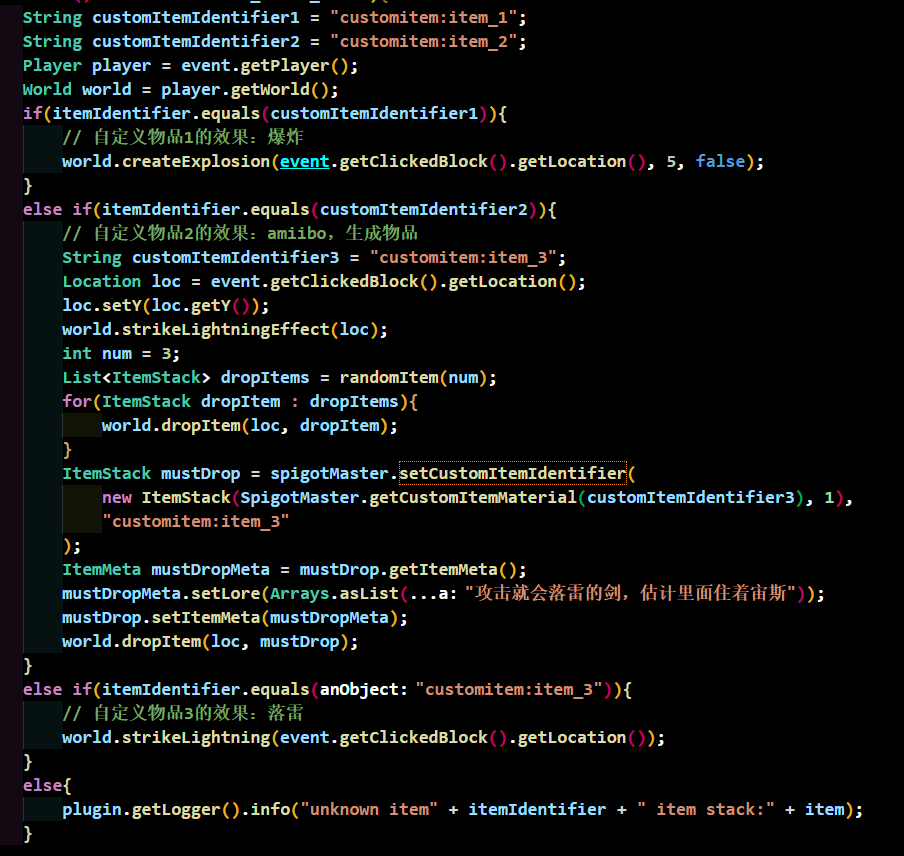 String customItemIdentifier1 = "customitem:item_1";
String customItemIdentifier2 = "customitem:item_2";
Player player = event.getPlayer();
World world = player.getWorld();
if(itemIdentifier.equals(customItemIdentifier1)){
// 自定义物品1的效果: 爆炸
world.createExplosion(event.getClickedBlock().getLocation(), 5, false);
}
else if(itemIdentifier.equals(customItemIdentifier2)){
// 自定义物品2的效果: amiibo, 生成物品
String customItemIdentifier3 = "customitem:item_3";
Location loc = event.getClickedBlock().getLocation();
loc.setY(loc.getY());
world.strikeLightningEffect(loc);
int num = 3;
List<ItemStack> dropItems = randomItem(num);
for(ItemStack dropItem : dropItems){
world.dropItem(loc, dropItem);
}
ItemStack mustDrop = spigotMaster.setCustomItemIdentifier(
new ItemStack(SpigotMaster.getCustomItemMaterial(customItemIdentifier3), 1),
"customitem:item_3"
);
ItemMeta mustDropMeta = mustDrop.getItemMeta();
mustDropMeta.setLore(Arrays.asList(...a: "攻击就会落雷的剑, 估计里面住着宙斯"));
mustDrop.setItemMeta(mustDropMeta);
world.dropItem(loc, mustDrop);
}
else if(itemIdentifier.equals(anObject: "customitem:item_3")){
// 自定义物品3的效果: 落雷
world.strikeLightning(event.getClickedBlock().getLocation());
}
else{
plugin.getLogger().info("unknown item" + itemIdentifier + " item stack:" + item);
}